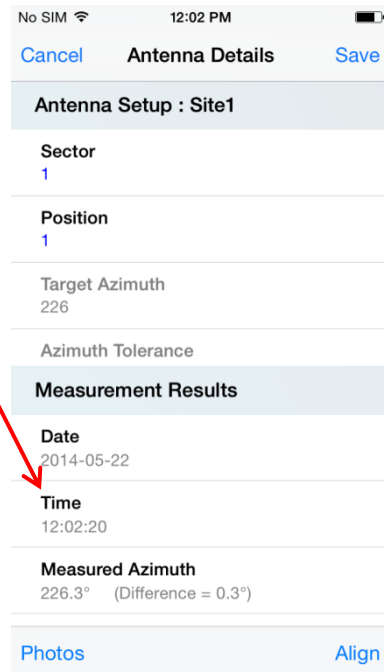 No SIM 12:02 PM
Cancel Antenna Details Save
Antenna Setup : Site1
Sector
1
Position
1
Target Azimuth
226
Azimuth Tolerance
Measurement Results
Date
2014-05-22
Time
12:02:20
Measured Azimuth
226.3° (Difference = 0.3°)
Photos Align